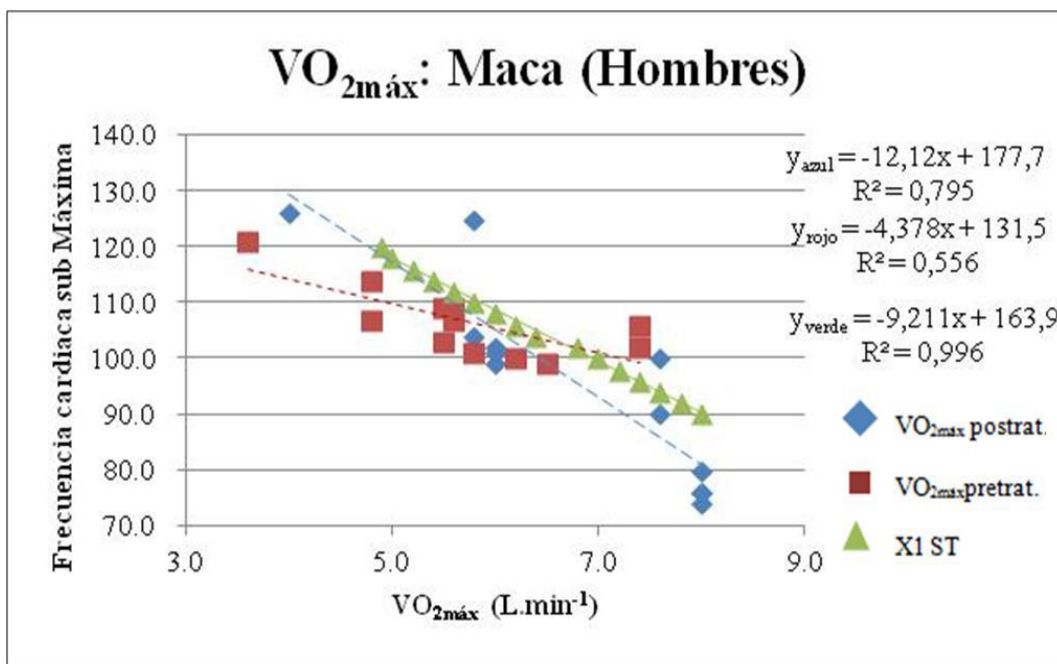 VO₂máx: Maca (Hombres)
Frecuencia cardiaca sub Máxima
140.0
130.0
120.0
110.0
100.0
90.0
80.0
70.0
3.0 5.0 7.0 9.0
VO₂máx (L.min⁻¹)
yazul = -12,12x + 177,7
R² = 0,795
yrojo = -4,378x + 131,5
R² = 0,556
yverde = -9,211x + 163,9
R² = 0,996
VO₂máx postrat.
VO₂máxpretrat.
X1 ST